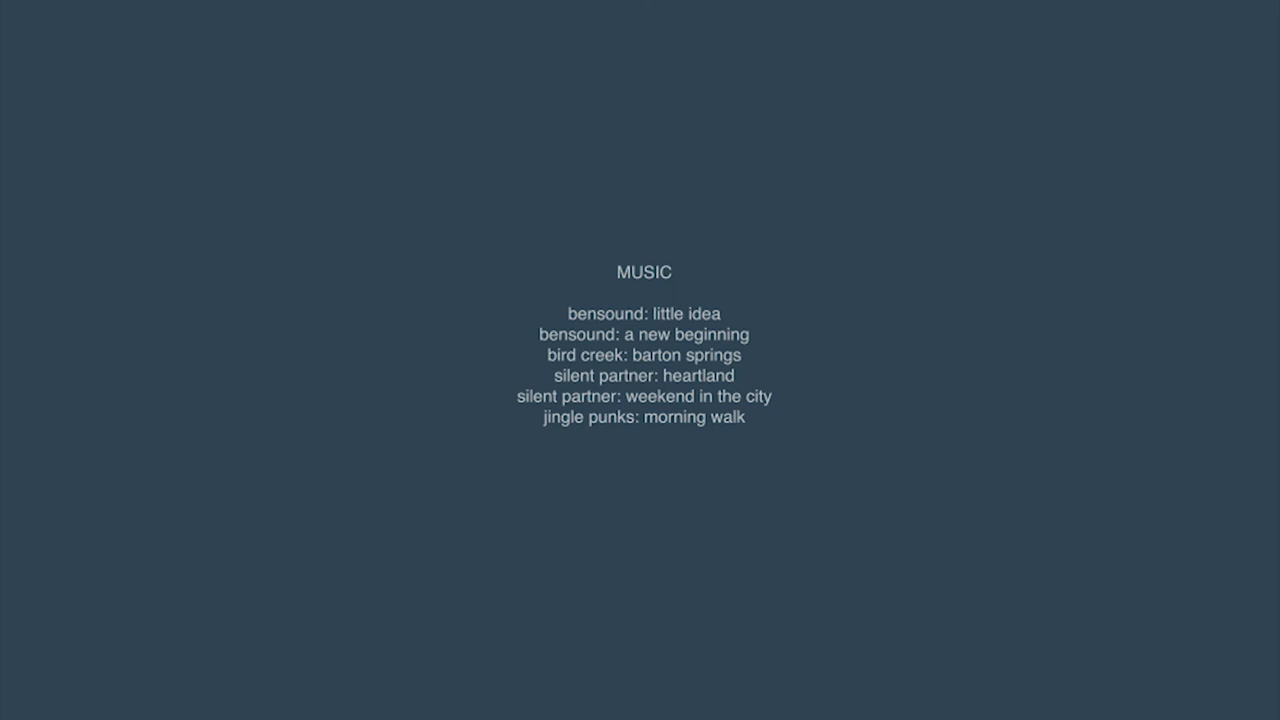 MUSIC
bensound: little idea
bensound: a new beginning
bird creek: barton springs
silent partner: heartland
silent partner: weekend in the city
jingle punks: morning walk